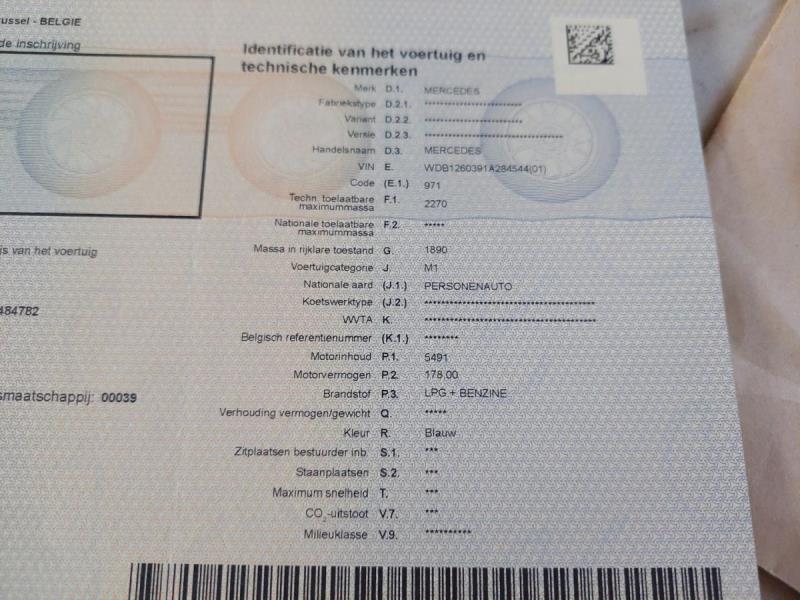 ussel - BELGIE
de inschrijving
Identificatie van het voertuig en
technische kenmerken
Merk D.1. MERCEDES
Fabriekstype D.2.1. ************************
Variant D.2.2. ************************
Versie D.2.3. **********************************
Handelsnaam D.3. MERCEDES
VIN E. WDB1260391A284544(01)
Code (E.1.) 971
Techn. toelaatbare
maximummassa F.1. 2270
Nationale toelaatbare
maximummassa F.2. *****
Massa in rijklare toestand G. 1890
js van het voertuig
Voertuigcategorie J. M1
Nationale aard (J.1.) PERSONENAUTO
Koetswerktype (J.2.) ******************************************
484782
WVTA K. ******************************************
Belgisch referentienummer (K.1.) ********
Motorinhoud P.1. 5491
Motorvermogen P.2. 178.00
smaatschappij: 00039
Brandstof P.3. LPG + BENZINE
Verhouding vermogen/gewicht Q. *****
Kleur R. Blauw
Zitplaatsen bestuurder inb. S.1. ***
Staanplaatsen S.2. ***
Maximum snelheid T. ***
CO₂-uitstoot V.7. ***
Milieuklasse V.9. **********